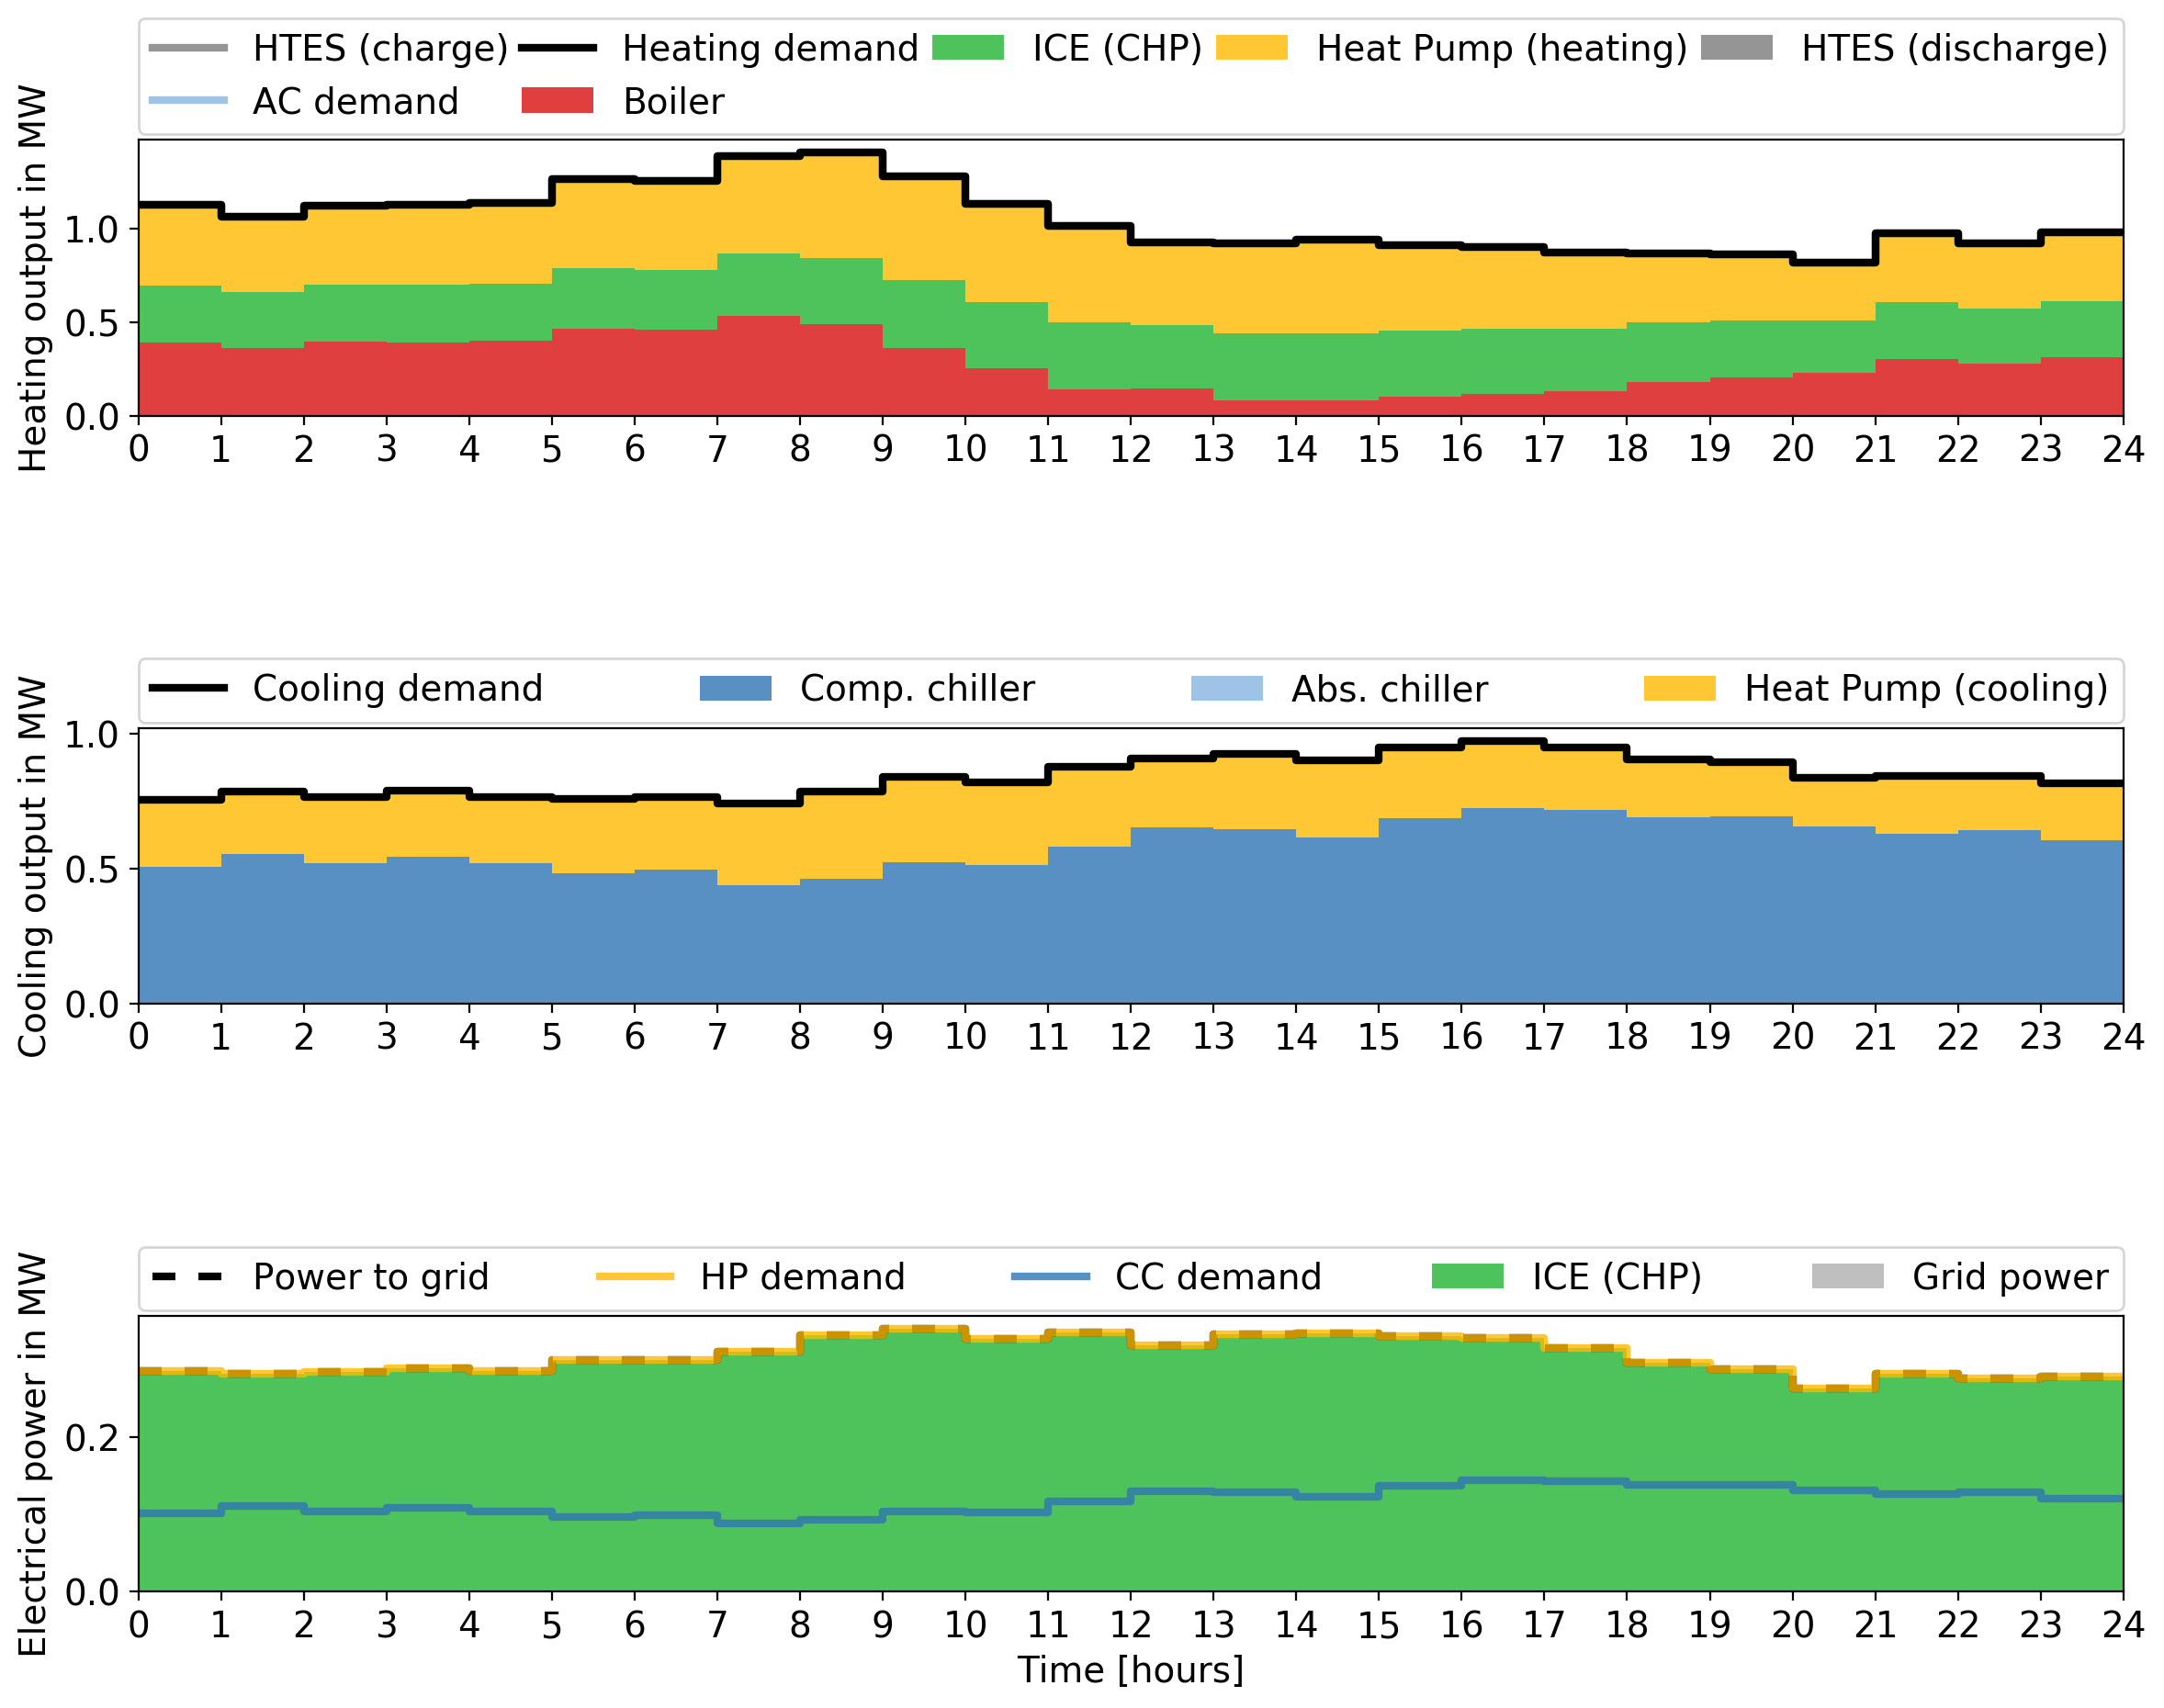 HTES (charge) Heating demand ICE (CHP) Heat Pump (heating) HTES (discharge)
AC demand Boiler
Heating output in MW
1.0
0.5
0.0
0 1 2 3 4 5 6 7 8 9 10 11 12 13 14 15 16 17 18 19 20 21 22 23 24
Cooling demand Comp. chiller Abs. chiller Heat Pump (cooling)
Cooling output in MW
1.0
0.5
0.0
0 1 2 3 4 5 6 7 8 9 10 11 12 13 14 15 16 17 18 19 20 21 22 23 24
Power to grid HP demand CC demand ICE (CHP) Grid power
Electrical power in MW
0.2
0.0
0 1 2 3 4 5 6 7 8 9 10 11 12 13 14 15 16 17 18 19 20 21 22 23 24
Time [hours]